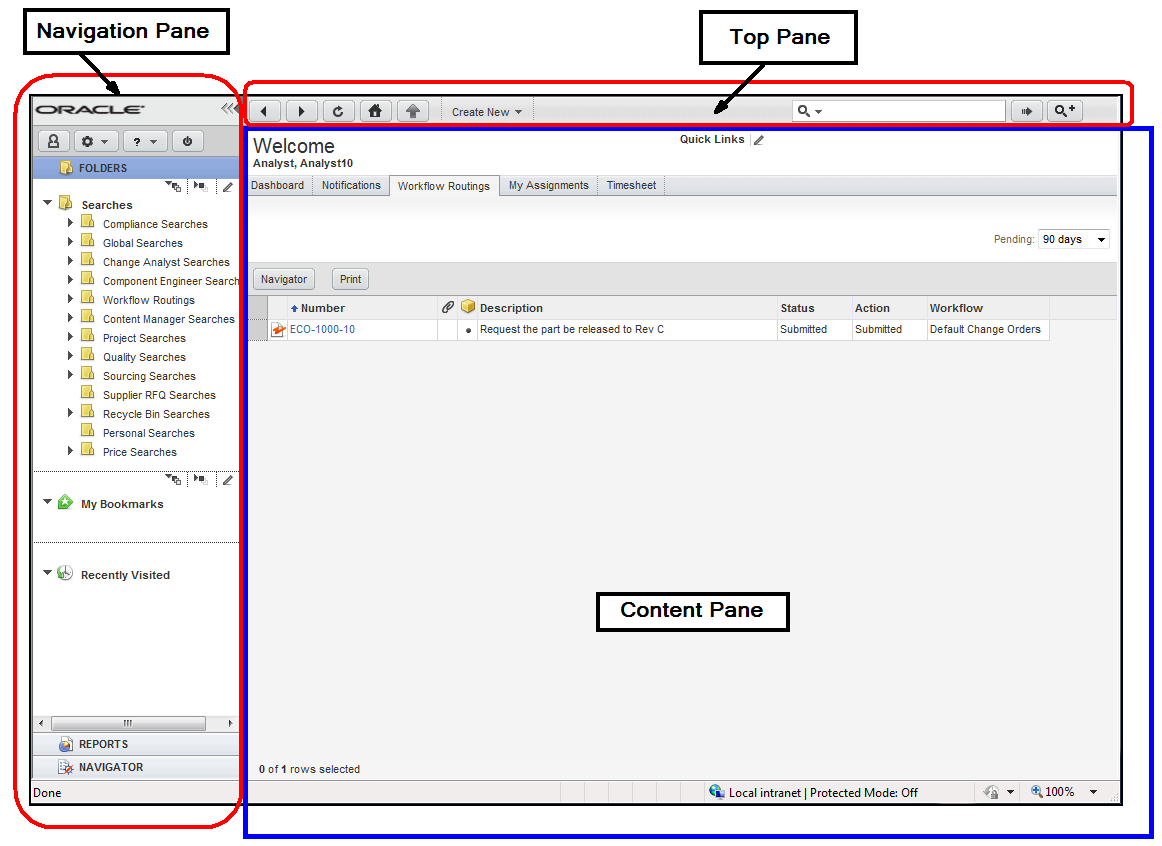 Navigation Pane
Top Pane
ORACLE
Create New
?
FOLDERS
Searches
Compliance Searches
Global Searches
Change Analyst Searches
Component Engineer Search
Workflow Routings
Content Manager Searches
Project Searches
Quality Searches
Sourcing Searches
Supplier RFQ Searches
Recycle Bin Searches
Personal Searches
Price Searches
My Bookmarks
Recently Visited
REPORTS
NAVIGATOR
Welcome
Analyst, Analyst10
Quick Links
Dashboard Notifications Workflow Routings My Assignments Timesheet
Pending: 90 days
Navigator Print
Number Description Status Action Workflow
ECO-1000-10 Request the part be released to Rev C Submitted Submitted Default Change Orders
Content Pane
0 of 1 rows selected
Done Local intranet | Protected Mode: Off 100%